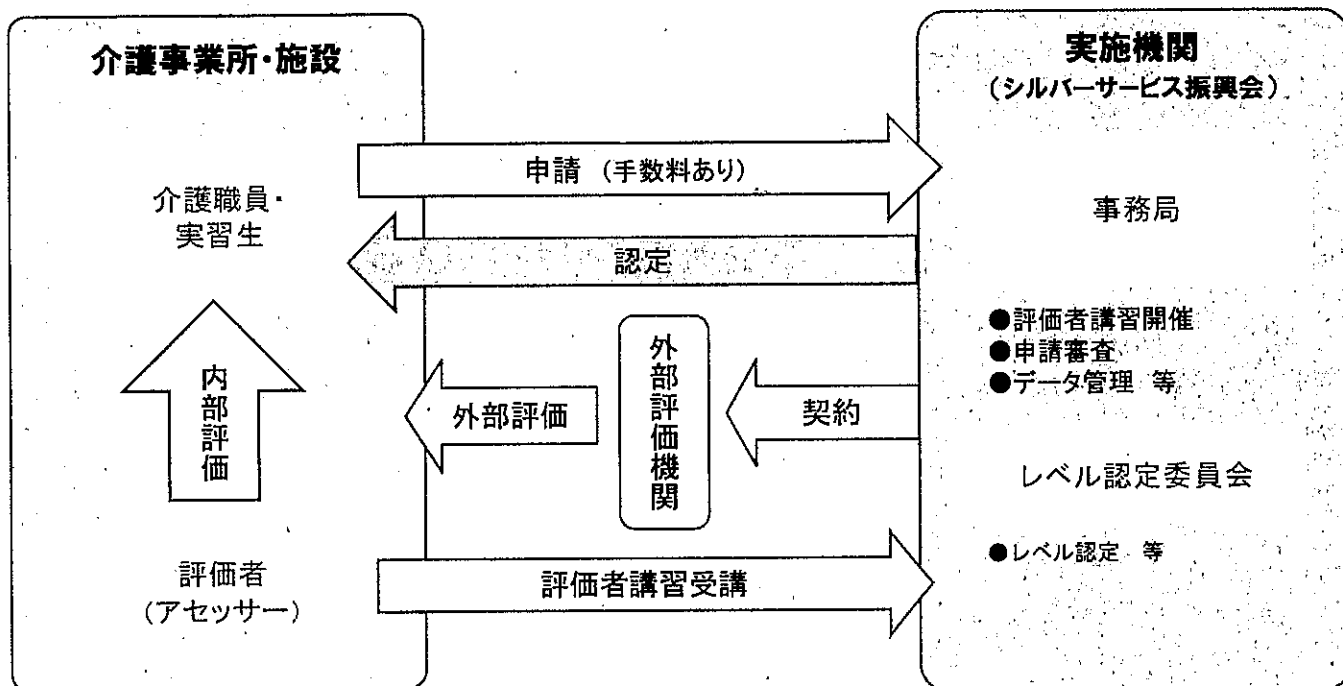 介護事業所・施設
介護職員・
実習生
内部評価
評価者
(アセッサー)
申請 (手数料あり)
認定
外部評価
外部評価機関
契約
評価者講習受講
実施機関
(シルバーサービス振興会)
事務局
●評価者講習開催
●申請審査
●データ管理 等
レベル認定委員会
●レベル認定 等